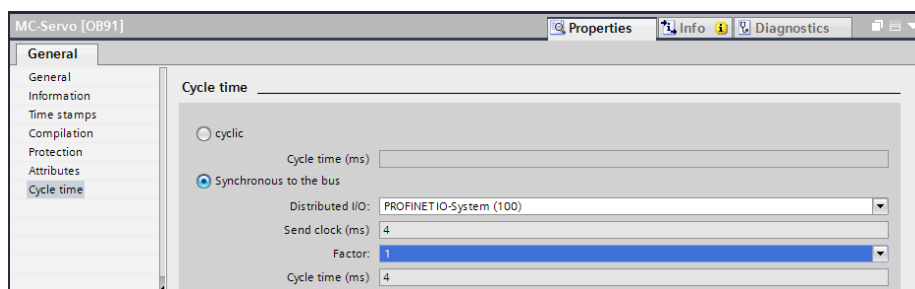 MC-Servo [OB91]
Properties
Info
Diagnostics
General
General
Information
Time stamps
Compilation
Protection
Attributes
Cycle time
Cycle time
cyclic
Cycle time (ms)
Synchronous to the bus
Distributed I/O: PROFINET IO-System (100)
Send clock (ms) 4
Factor: 1
Cycle time (ms) 4